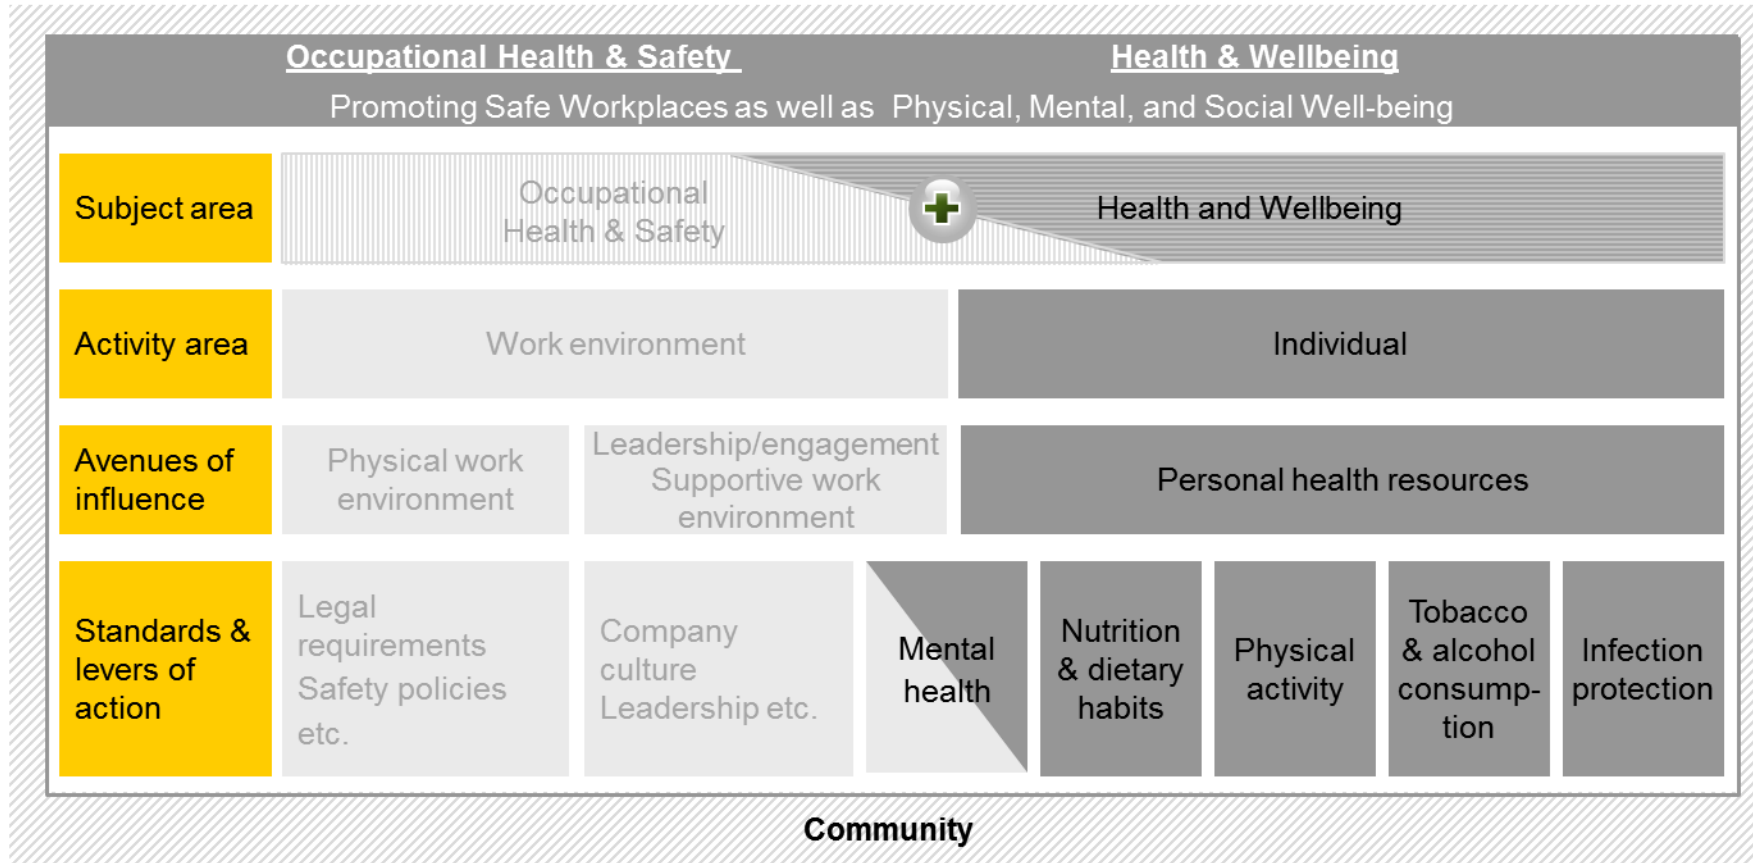 Occupational Health & Safety
Health & Wellbeing
Promoting Safe Workplaces as well as Physical, Mental, and Social Well-being
Subject area
Occupational
Health & Safety
Health and Wellbeing
Activity area
Work environment
Individual
Avenues of
influence
Physical work
environment
Leadership/engagement
Supportive work
environment
Personal health resources
Standards &
levers of
action
Legal
requirements
Safety policies
etc.
Company
culture
Leadership etc.
Mental
health
Nutrition
& dietary
habits
Physical
activity
Tobacco
& alcohol
consump-
tion
Infection
protection
Community